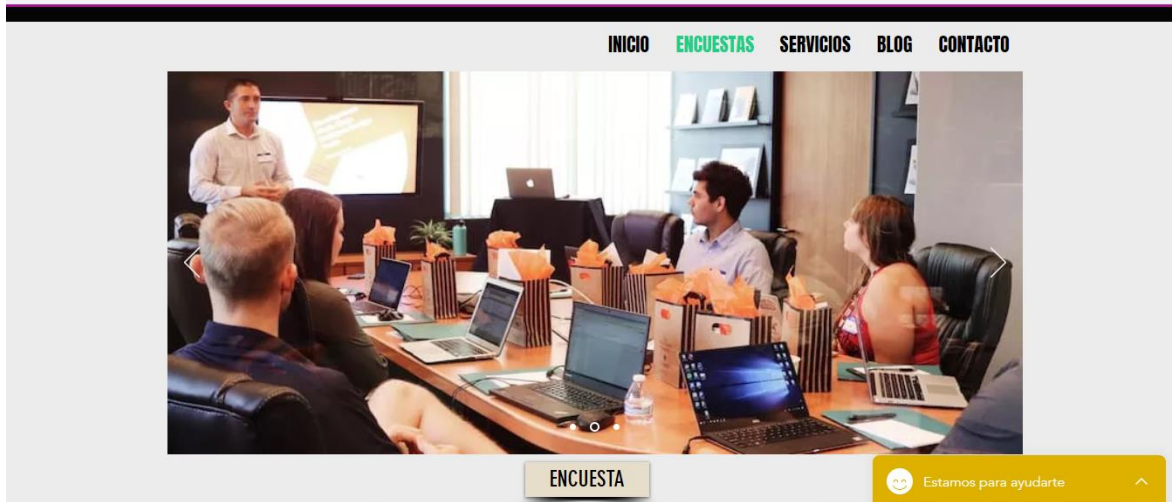 INICIO ENCUESTAS SERVICIOS BLOG CONTACTO
ENCUESTA
Estamos para ayudarte